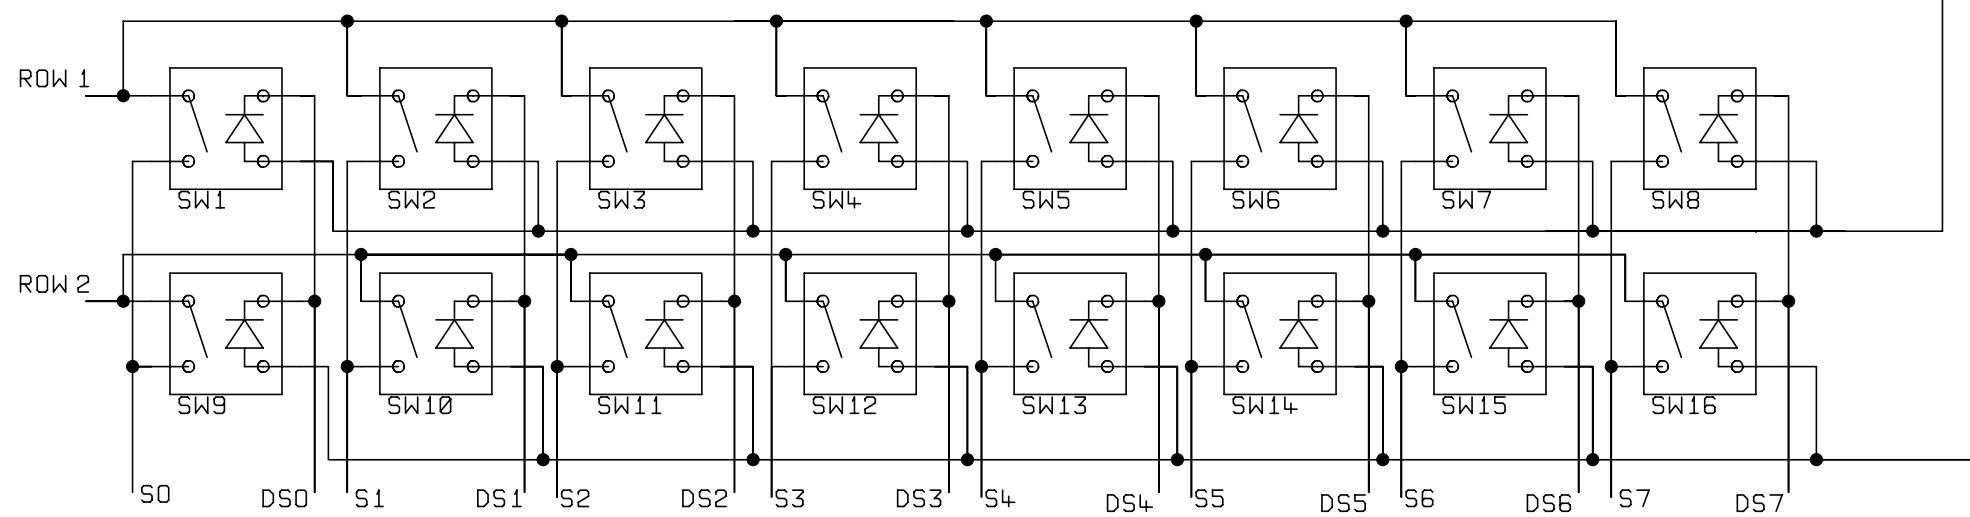 ROW 1
SW1 SW2 SW3 SW4 SW5 SW6 SW7 SW8
ROW 2
SW9 SW10 SW11 SW12 SW13 SW14 SW15 SW16
S0 DS0 S1 DS1 S2 DS2 S3 DS3 S4 DS4 S5 DS5 S6 DS6 S7 DS7